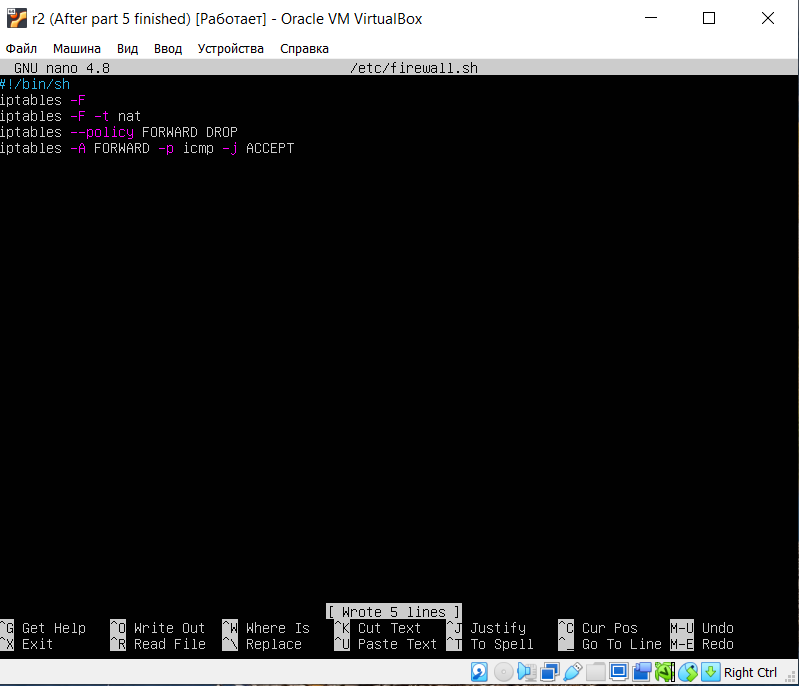 r2 (After part 5 finished) [Работает] - Oracle VM VirtualBox
Файл Машина Вид Ввод Устройства Справка
GNU nano 4.8 /etc/firewall.sh
#!/bin/sh
iptables -F
iptables -F -t nat
iptables --policy FORWARD DROP
iptables -A FORWARD -p icmp -j ACCEPT
[ Wrote 5 lines ]
^G Get Help ^O Write Out ^W Where Is ^K Cut Text ^J Justify ^C Cur Pos M-U Undo
^X Exit ^R Read File ^\ Replace ^U Paste Text ^T To Spell ^_ Go To Line M-E Redo
Right Ctrl